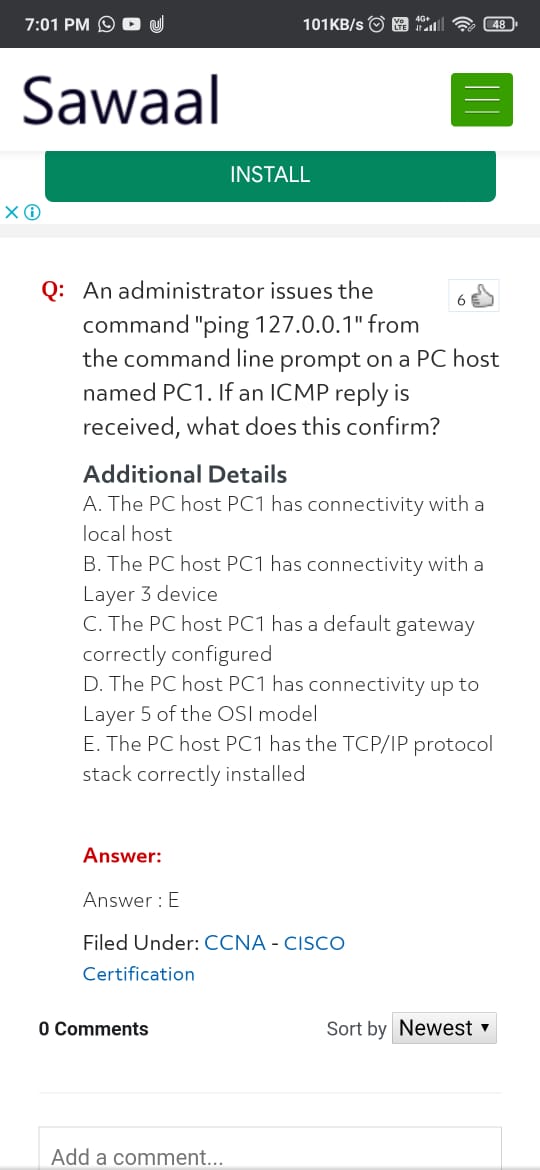 7:01 PM 101KB/s VO LTE 4G+ 48
Sawaal
INSTALL
Q: An administrator issues the
6
command "ping 127.0.0.1" from
the command line prompt on a PC host
named PC1. If an ICMP reply is
received, what does this confirm?
Additional Details
A. The PC host PC1 has connectivity with a
local host
B. The PC host PC1 has connectivity with a
Layer 3 device
C. The PC host PC1 has a default gateway
correctly configured
D. The PC host PC1 has connectivity up to
Layer 5 of the OSI model
E. The PC host PC1 has the TCP/IP protocol
stack correctly installed
Answer:
Answer : E
Filed Under: CCNA - CISCO
Certification
0 Comments Sort by Newest
Add a comment...